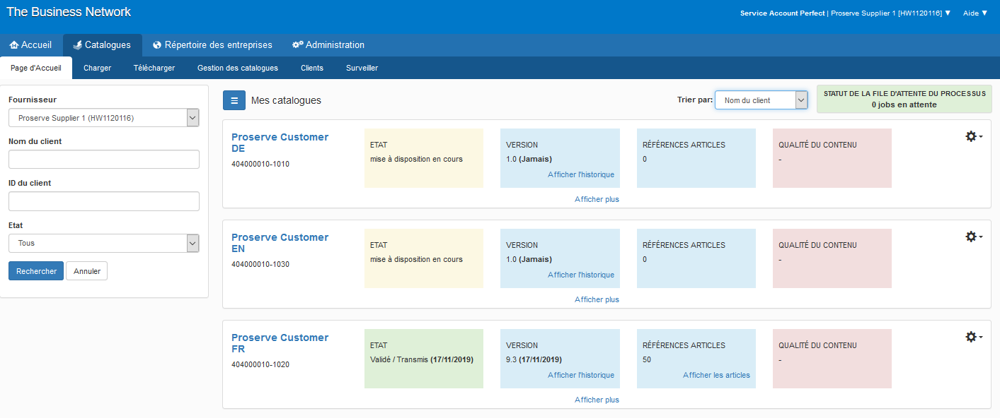 The Business Network
Service Account Perfect | Proserve Supplier 1 [HW1120116] ▼ Aide ▼
Accueil Catalogues Répertoire des entreprises Administration
Page d'Accueil Charger Télécharger Gestion des catalogues Clients Surveiller
Fournisseur
Proserve Supplier 1 (HW1120116)
Nom du client
ID du client
Etat
Tous
Rechercher Annuler
Mes catalogues
Trier par: Nom du client
STATUT DE LA FILE D'ATTENTE DU PROCESSUS
0 jobs en attente
Proserve Customer
DE
404000010-1010
ETAT
mise à disposition en cours
VERSION
1.0 (Jamais)
Afficher l'historique
RÉFÉRENCES ARTICLES
0
QUALITÉ DU CONTENU
-
Afficher plus
Proserve Customer
EN
404000010-1030
ETAT
mise à disposition en cours
VERSION
1.0 (Jamais)
Afficher l'historique
RÉFÉRENCES ARTICLES
0
QUALITÉ DU CONTENU
-
Afficher plus
Proserve Customer
FR
404000010-1020
ETAT
Validé / Transmis (17/11/2019)
VERSION
9.3 (17/11/2019)
Afficher l'historique
RÉFÉRENCES ARTICLES
50
Afficher les articles
QUALITÉ DU CONTENU
-
Afficher plus